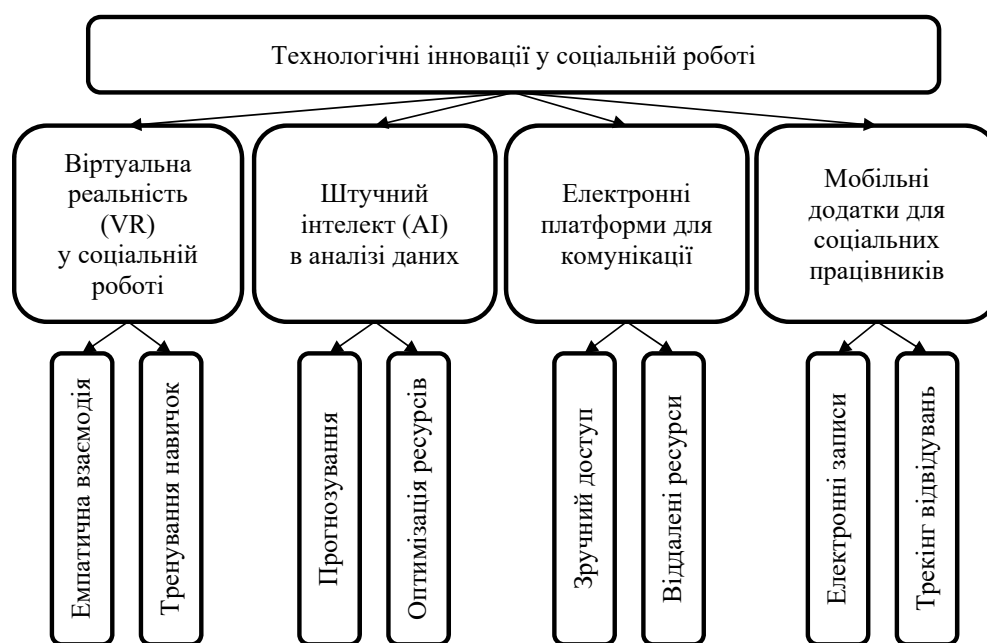 Технологічні інновації у соціальній роботі
Віртуальна
реальність
(VR)
у соціальній
роботі
Штучний
інтелект (AI)
в аналізі даних
Електронні
платформи для
комунікації
Мобільні
додатки для
соціальних
працівників
Емпатична взаємодія
Тренування навичок
Прогнозування
Оптимізація ресурсів
Зручний доступ
Віддалені ресурси
Електронні записи
Трекінг відвідувань